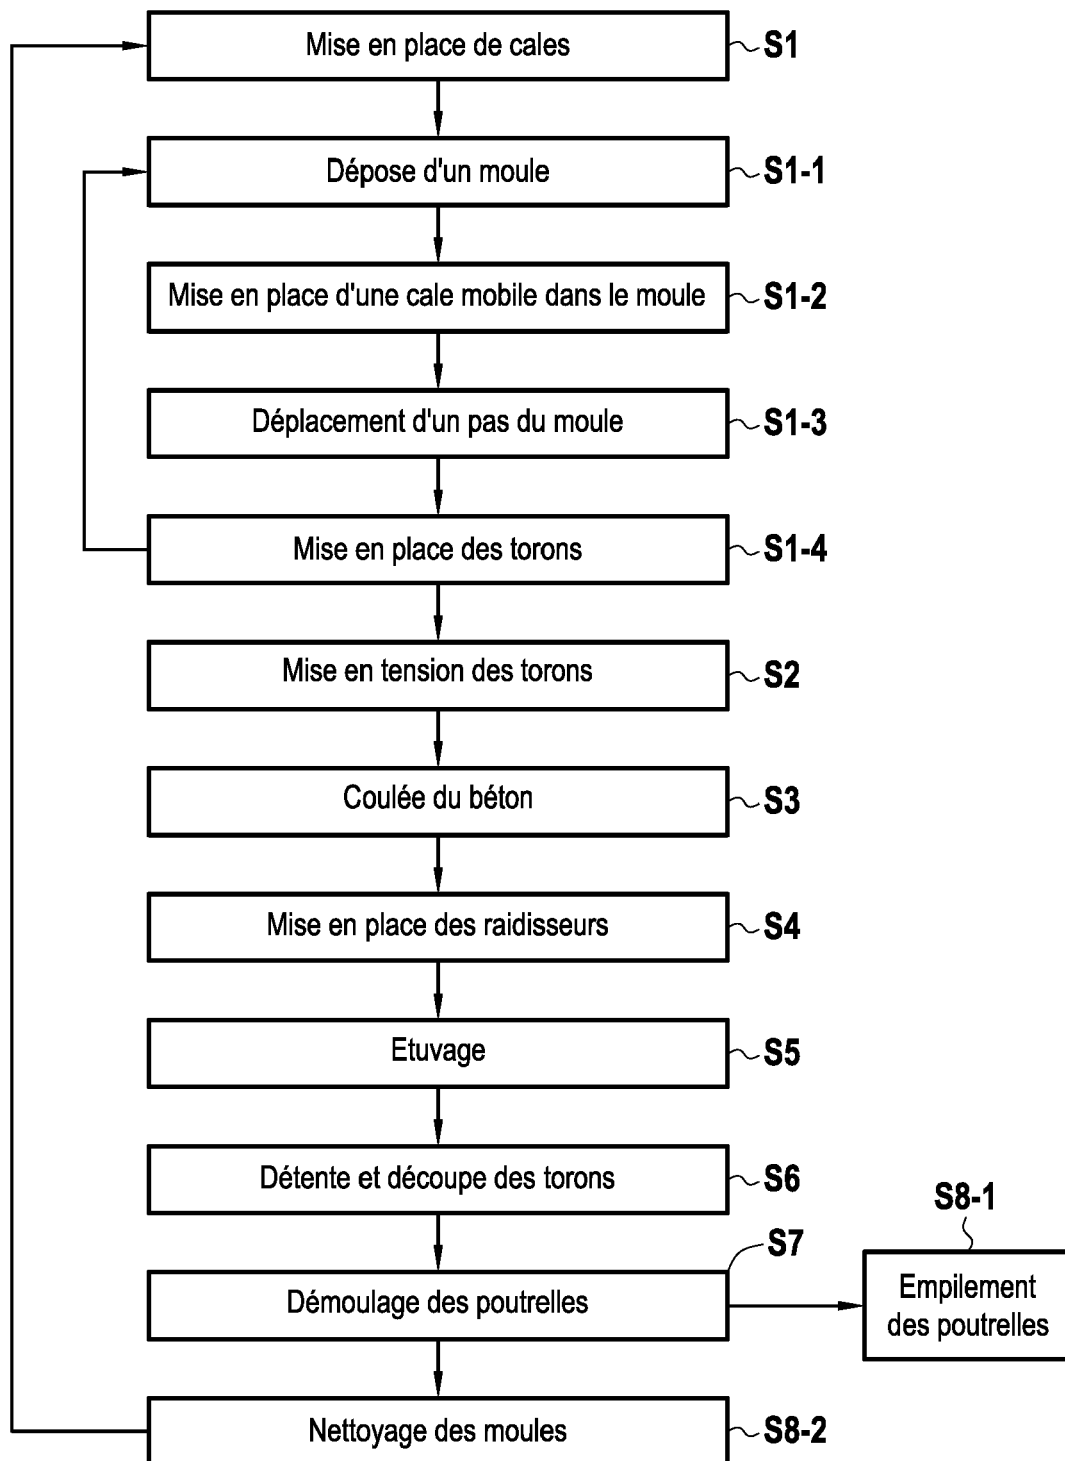 Mise en place de cales
S1
Dépose d'un moule
S1-1
Mise en place d'une cale mobile dans le moule
S1-2
Déplacement d'un pas du moule
S1-3
Mise en place des torons
S1-4
Mise en tension des torons
S2
Coulée du béton
S3
Mise en place des raidisseurs
S4
Etuvage
S5
Détente et découpe des torons
S6
Démoulage des poutrelles
S7
S8-1
Empilement
des poutrelles
Nettoyage des moules
S8-2